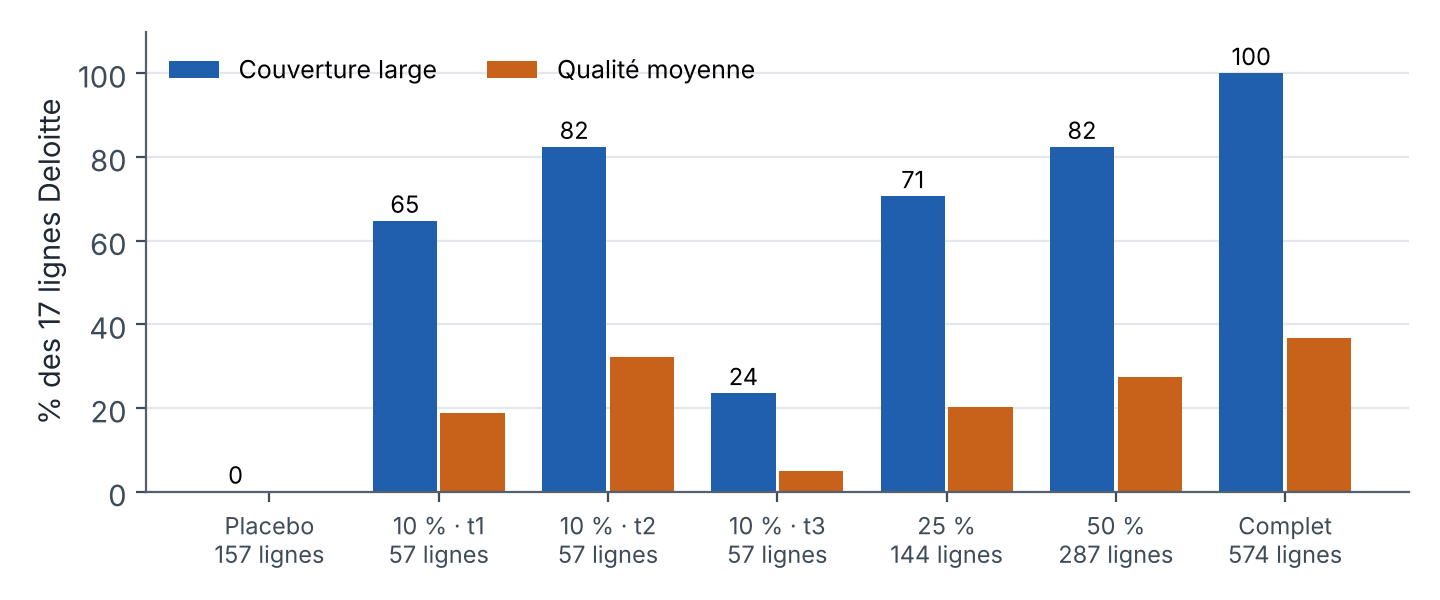 Couverture large
Qualité moyenne
% des 17 lignes Deloitte
100
80
60
40
20
0
0
65
82
24
71
82
100
Placebo
157 lignes
10 % · t1
57 lignes
10 % · t2
57 lignes
10 % · t3
57 lignes
25 %
144 lignes
50 %
287 lignes
Complet
574 lignes